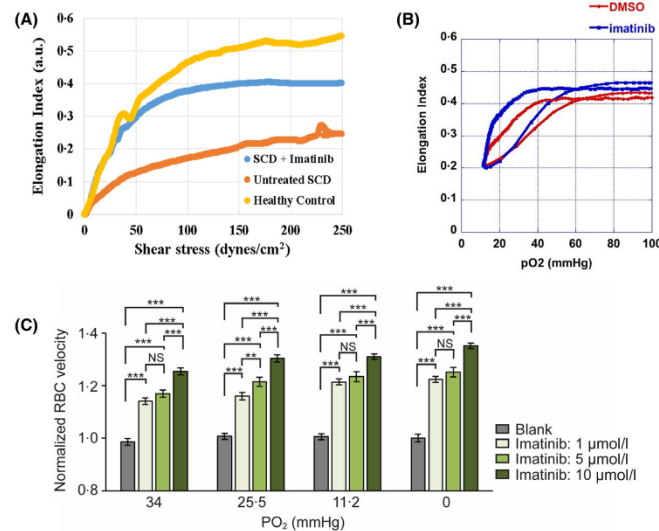 (A)
Elongation Index (a.u.)
0·6
0·5
0·4
0·3
0·2
0·1
0
0
50
100
150
200
250
Shear stress (dynes/cm²)
SCD + Imatinib
Untreated SCD
Healthy Control
(B)
DMSO
imatinib
Elongation Index
0·6
0·5
0·4
0·3
0·2
0·1
0
20
40
60
80
100
pO2 (mmHg)
(C)
Normalized RBC velocity
1·4
1·2
1·0
0·8
***
***
***
***
NS
***
***
***
***
***
**
***
***
***
***
***
NS
***
***
***
***
***
NS
***
34
25·5
11·2
0
PO₂ (mmHg)
Blank
Imatinib: 1 µmol/l
Imatinib: 5 µmol/l
Imatinib: 10 µmol/l